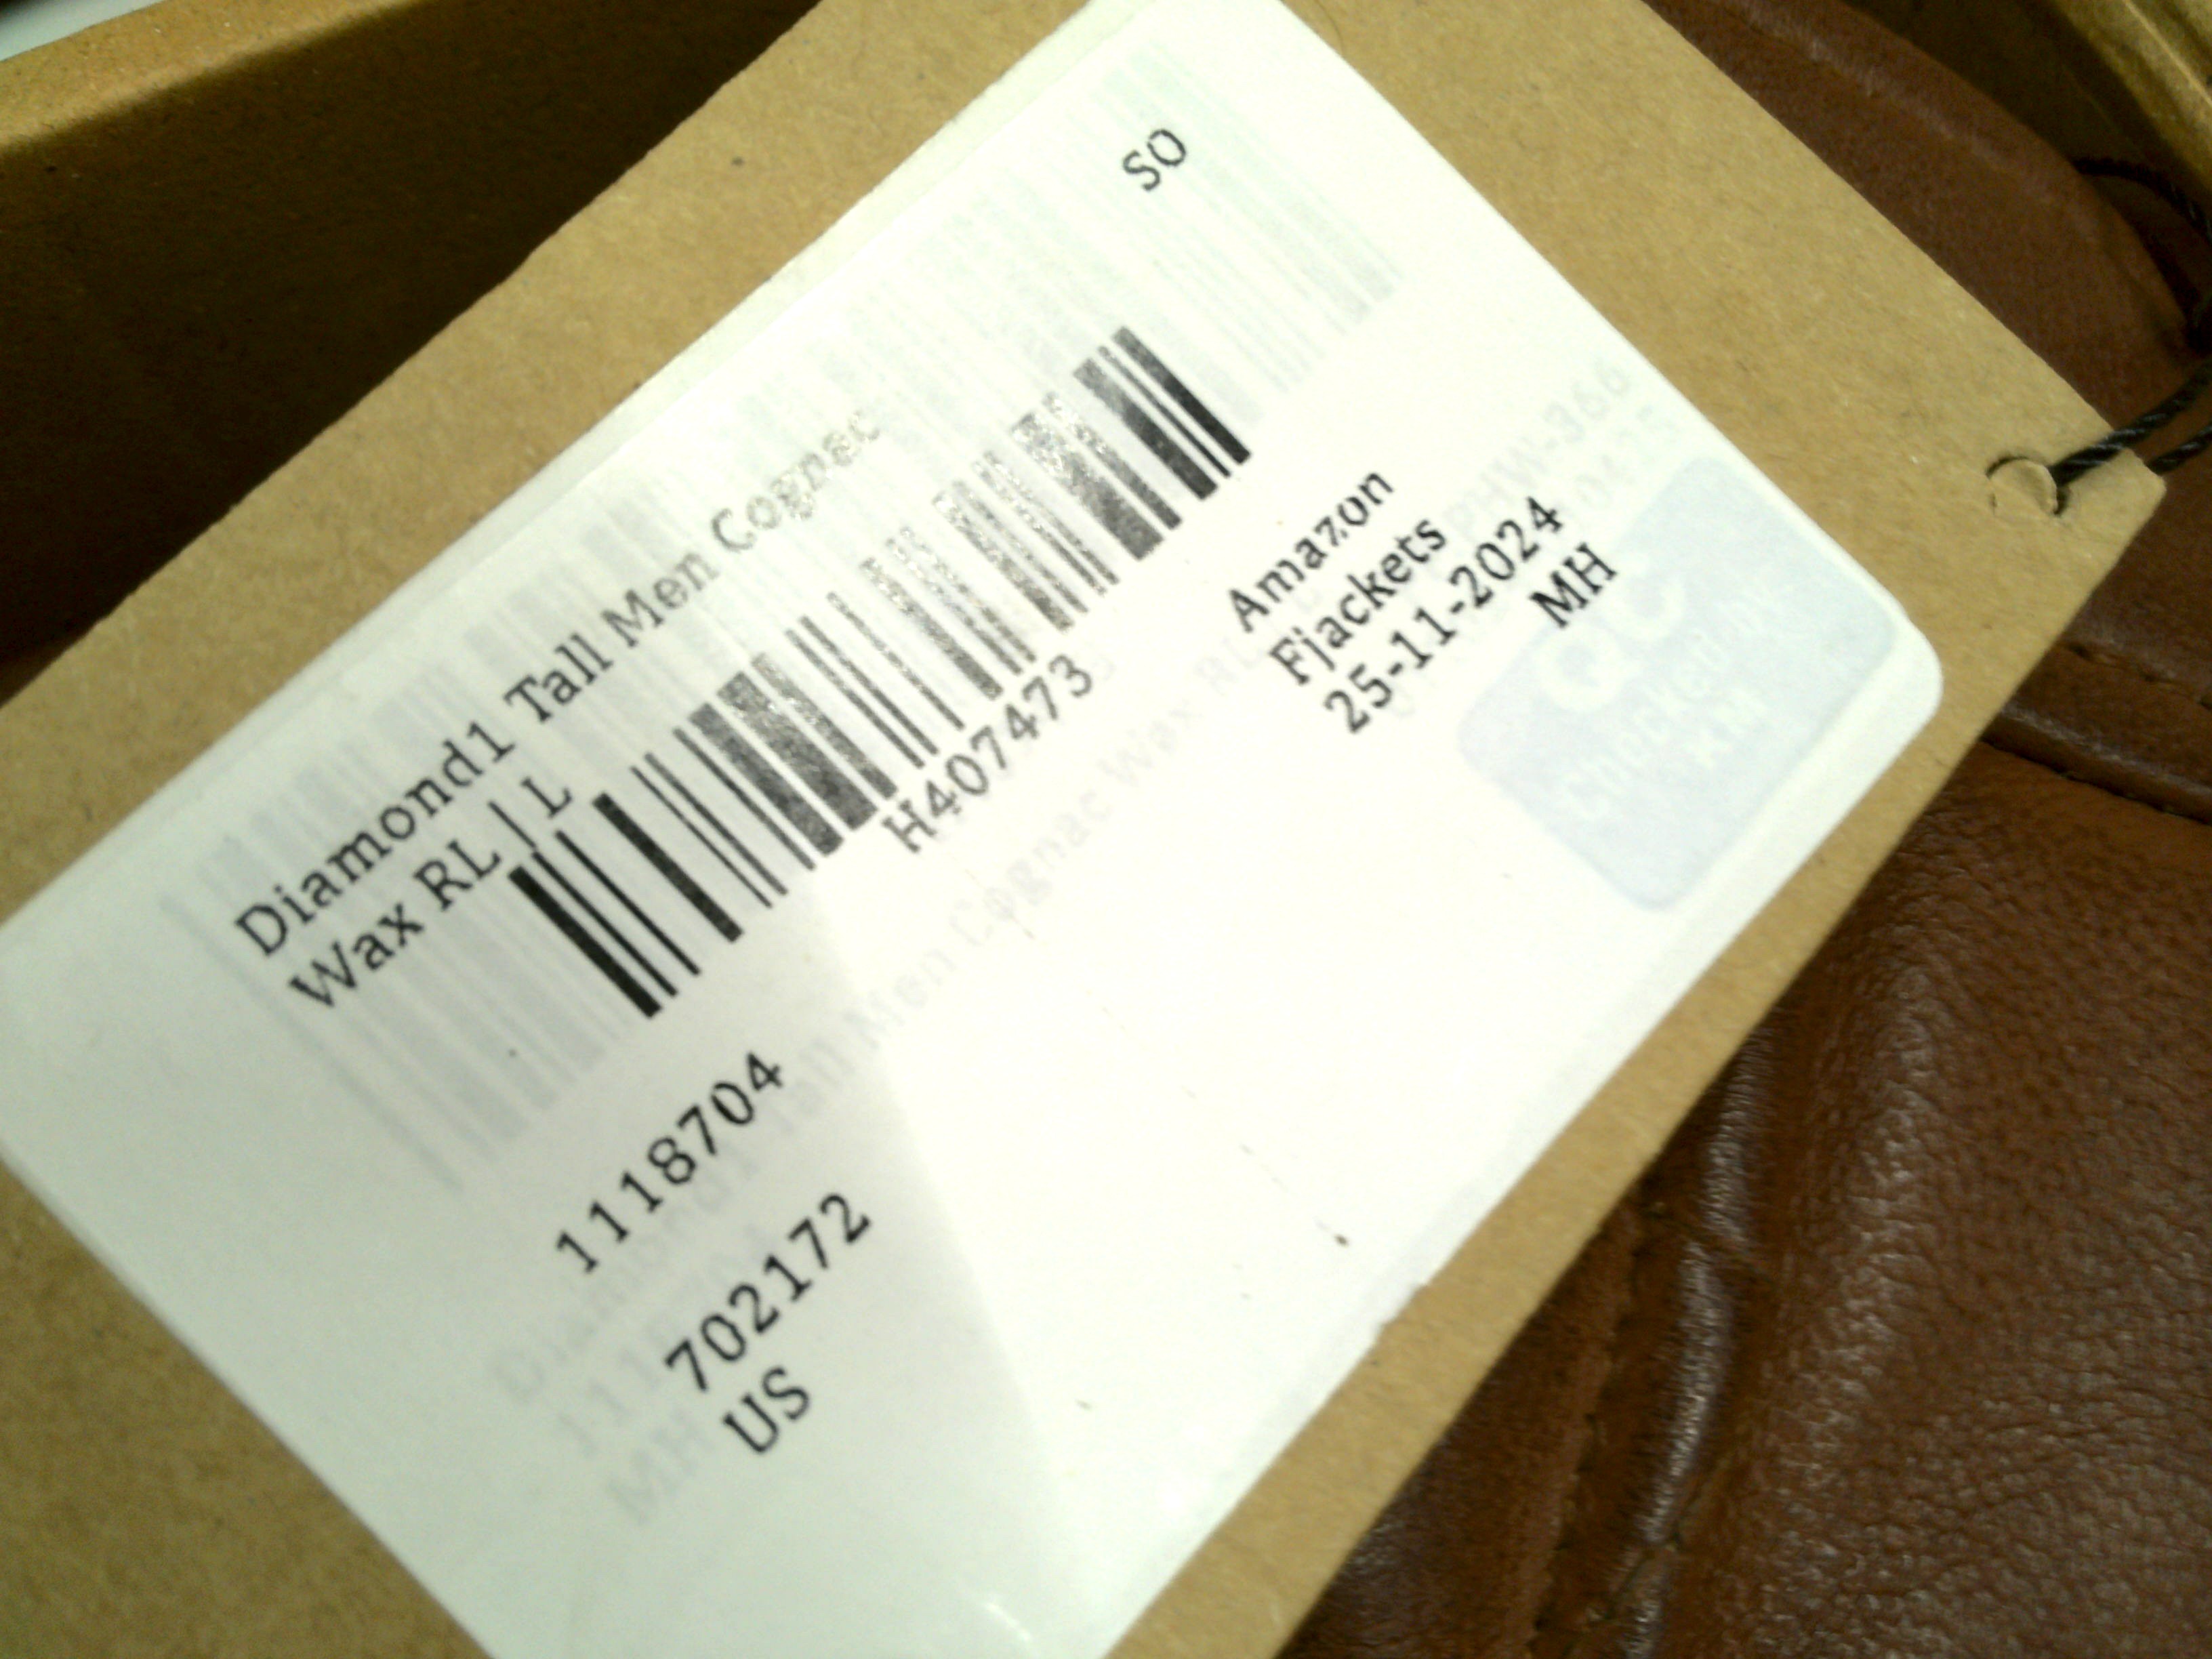 SO
Diamond1 Tall Men Cognac
Wax RL | L
H407473
1118704
Amazon
702172
Fjackets
US
25-11-2024
MH